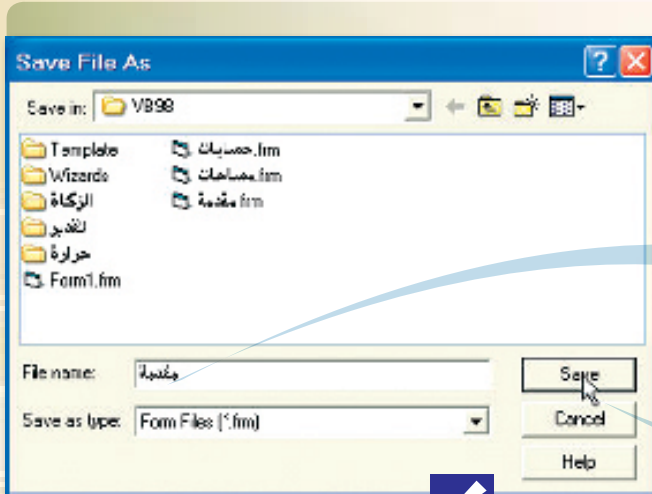 Save File As
Save in: VB98
Template
Wizards
الزكاة
التقدير
حرارة
Form1.frm
حسابات.frm
مساحات.frm
مقدمة.frm
File name: مقدمة Save
Save as type: Form Files (*.frm) Cancel
Help